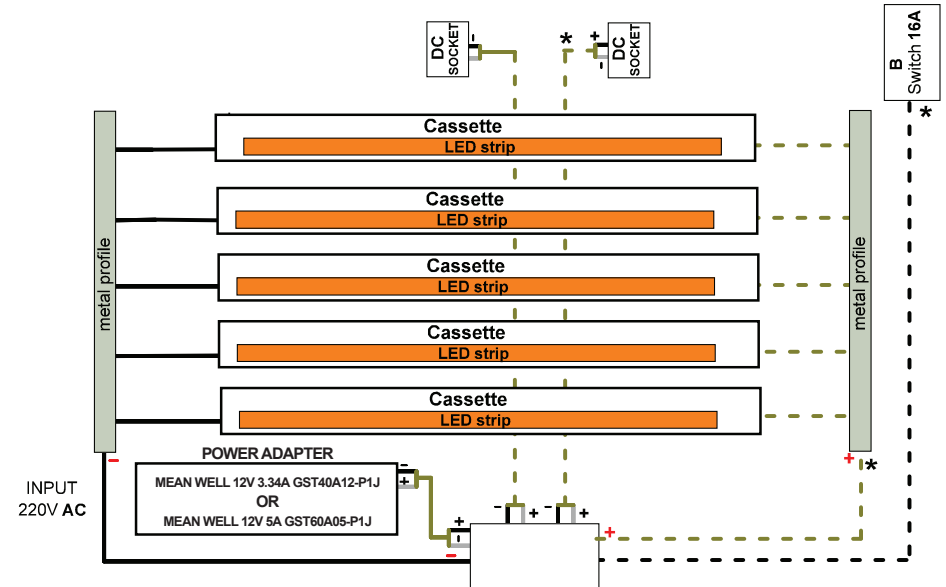 DC
SOCKET
-
*
+
-
DC
SOCKET
B
Switch 16A
*
metal profile
Cassette
LED strip
Cassette
LED strip
Cassette
LED strip
Cassette
LED strip
Cassette
LED strip
metal profile
-
+
*
POWER ADAPTER
MEAN WELL 12V 3.34A GST40A12-P1J
OR
MEAN WELL 12V 5A GST60A05-P1J
-
+
INPUT
220V AC
- +
- +
+
-
-
+